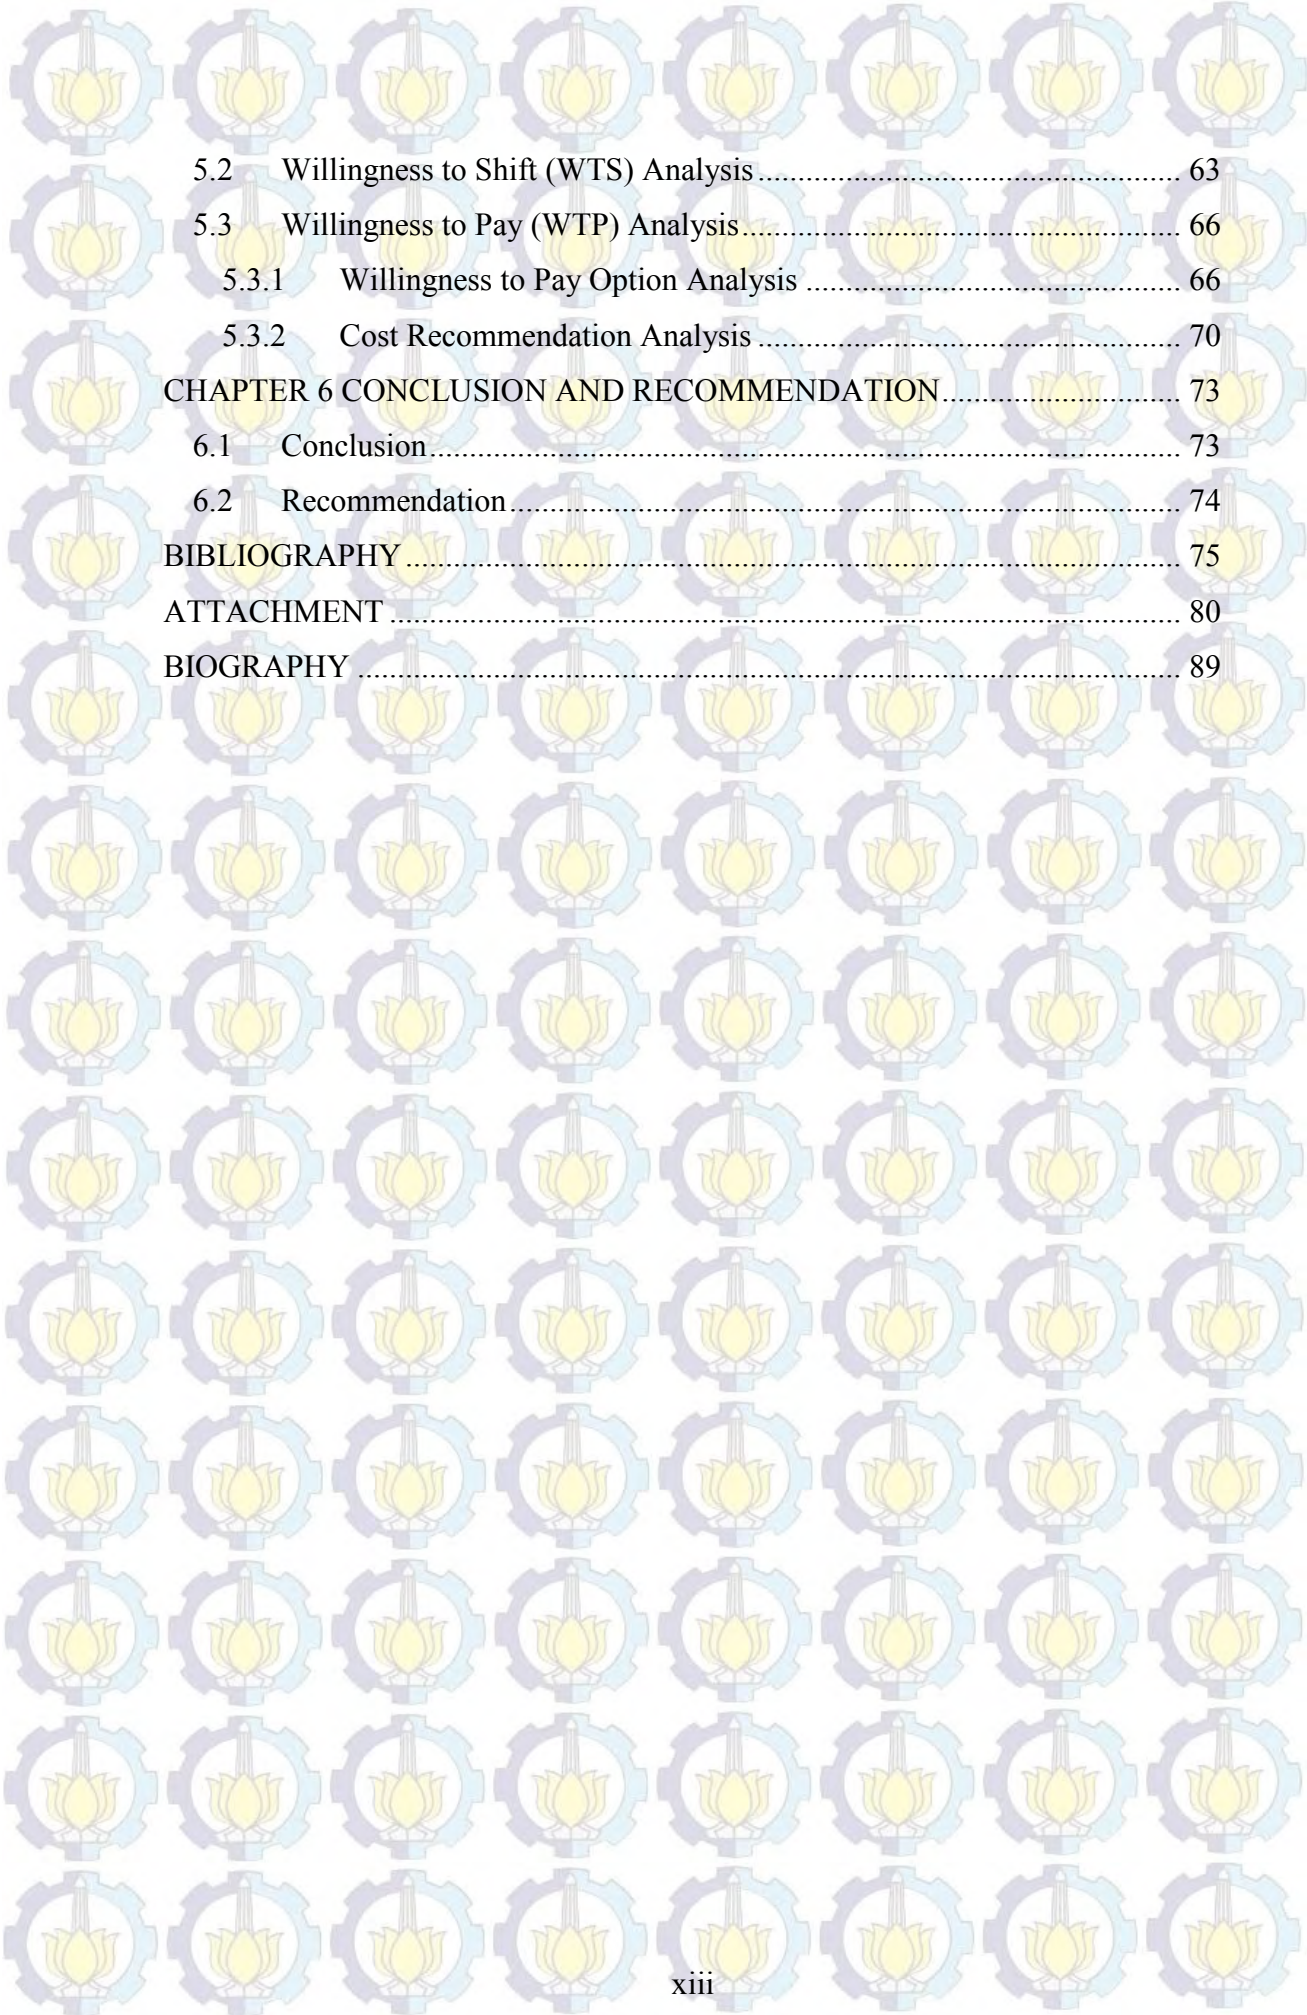 5.2 Willingness to Shift (WTS) Analysis........................................................ 63
5.3 Willingness to Pay (WTP) Analysis........................................................ 66
5.3.1 Willingness to Pay Option Analysis ................................................ 66
5.3.2 Cost Recommendation Analysis ...................................................... 70
CHAPTER 6 CONCLUSION AND RECOMMENDATION.............................. 73
6.1 Conclusion................................................................................................ 73
6.2 Recommendation...................................................................................... 74
BIBLIOGRAPHY ................................................................................................. 75
ATTACHMENT ................................................................................................... 80
BIOGRAPHY ....................................................................................................... 89
xiii